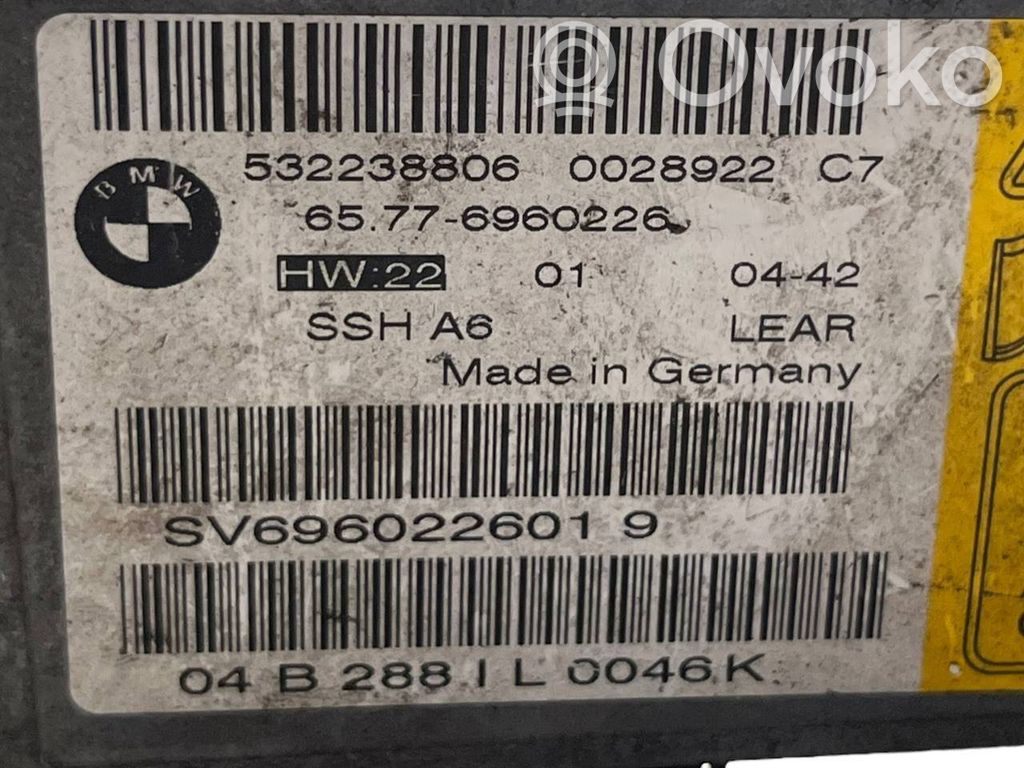 Ovoko
532238806 0028922 C7
BMW
65.77-6960226
HW:22 01 04-42
SSH A6 LEAR
Made in Germany
SV696022601 9
04 B 288 I L 0046 K